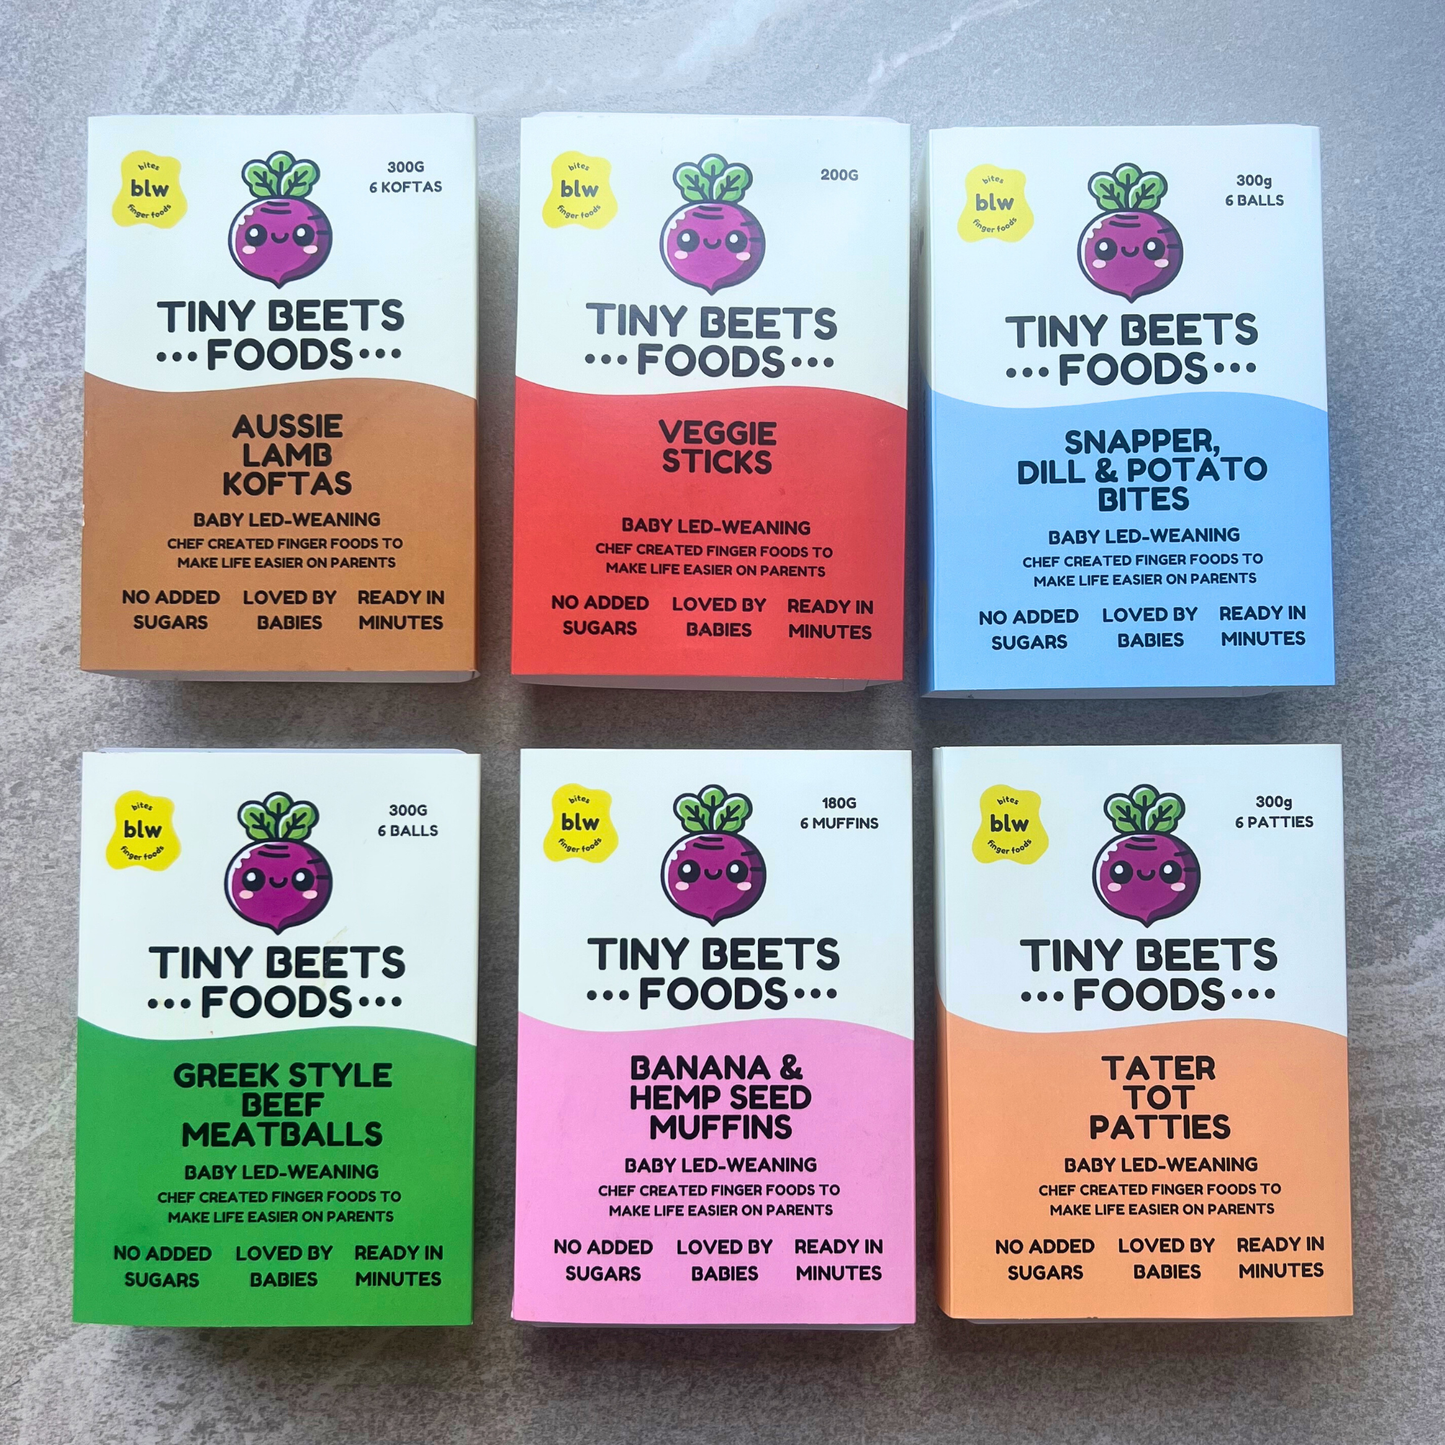 bites
blw
finger foods
300G
6 KOFTAS
TINY BEETS
•••FOODS•••
AUSSIE
LAMB
KOFTAS
BABY LED-WEANING
CHEF CREATED FINGER FOODS TO
MAKE LIFE EASIER ON PARENTS
NO ADDED SUGARS
LOVED BY BABIES
READY IN MINUTES
bites
blw
finger foods
200G
TINY BEETS
•••FOODS•••
VEGGIE
STICKS
BABY LED-WEANING
CHEF CREATED FINGER FOODS TO
MAKE LIFE EASIER ON PARENTS
NO ADDED SUGARS
LOVED BY BABIES
READY IN MINUTES
bites
blw
finger foods
300g
6 BALLS
TINY BEETS
•••FOODS•••
SNAPPER,
DILL & POTATO
BITES
BABY LED-WEANING
CHEF CREATED FINGER FOODS TO
MAKE LIFE EASIER ON PARENTS
NO ADDED SUGARS
LOVED BY BABIES
READY IN MINUTES
bites
blw
finger foods
300G
6 BALLS
TINY BEETS
•••FOODS•••
GREEK STYLE
BEEF
MEATBALLS
BABY LED-WEANING
CHEF CREATED FINGER FOODS TO
MAKE LIFE EASIER ON PARENTS
NO ADDED SUGARS
LOVED BY BABIES
READY IN MINUTES
bites
blw
finger foods
180G
6 MUFFINS
TINY BEETS
•••FOODS•••
BANANA &
HEMP SEED
MUFFINS
BABY LED-WEANING
CHEF CREATED FINGER FOODS TO
MAKE LIFE EASIER ON PARENTS
NO ADDED SUGARS
LOVED BY BABIES
READY IN MINUTES
bites
blw
finger foods
300g
6 PATTIES
TINY BEETS
•••FOODS•••
TATER
TOT
PATTIES
BABY LED-WEANING
CHEF CREATED FINGER FOODS TO
MAKE LIFE EASIER ON PARENTS
NO ADDED SUGARS
LOVED BY BABIES
READY IN MINUTES